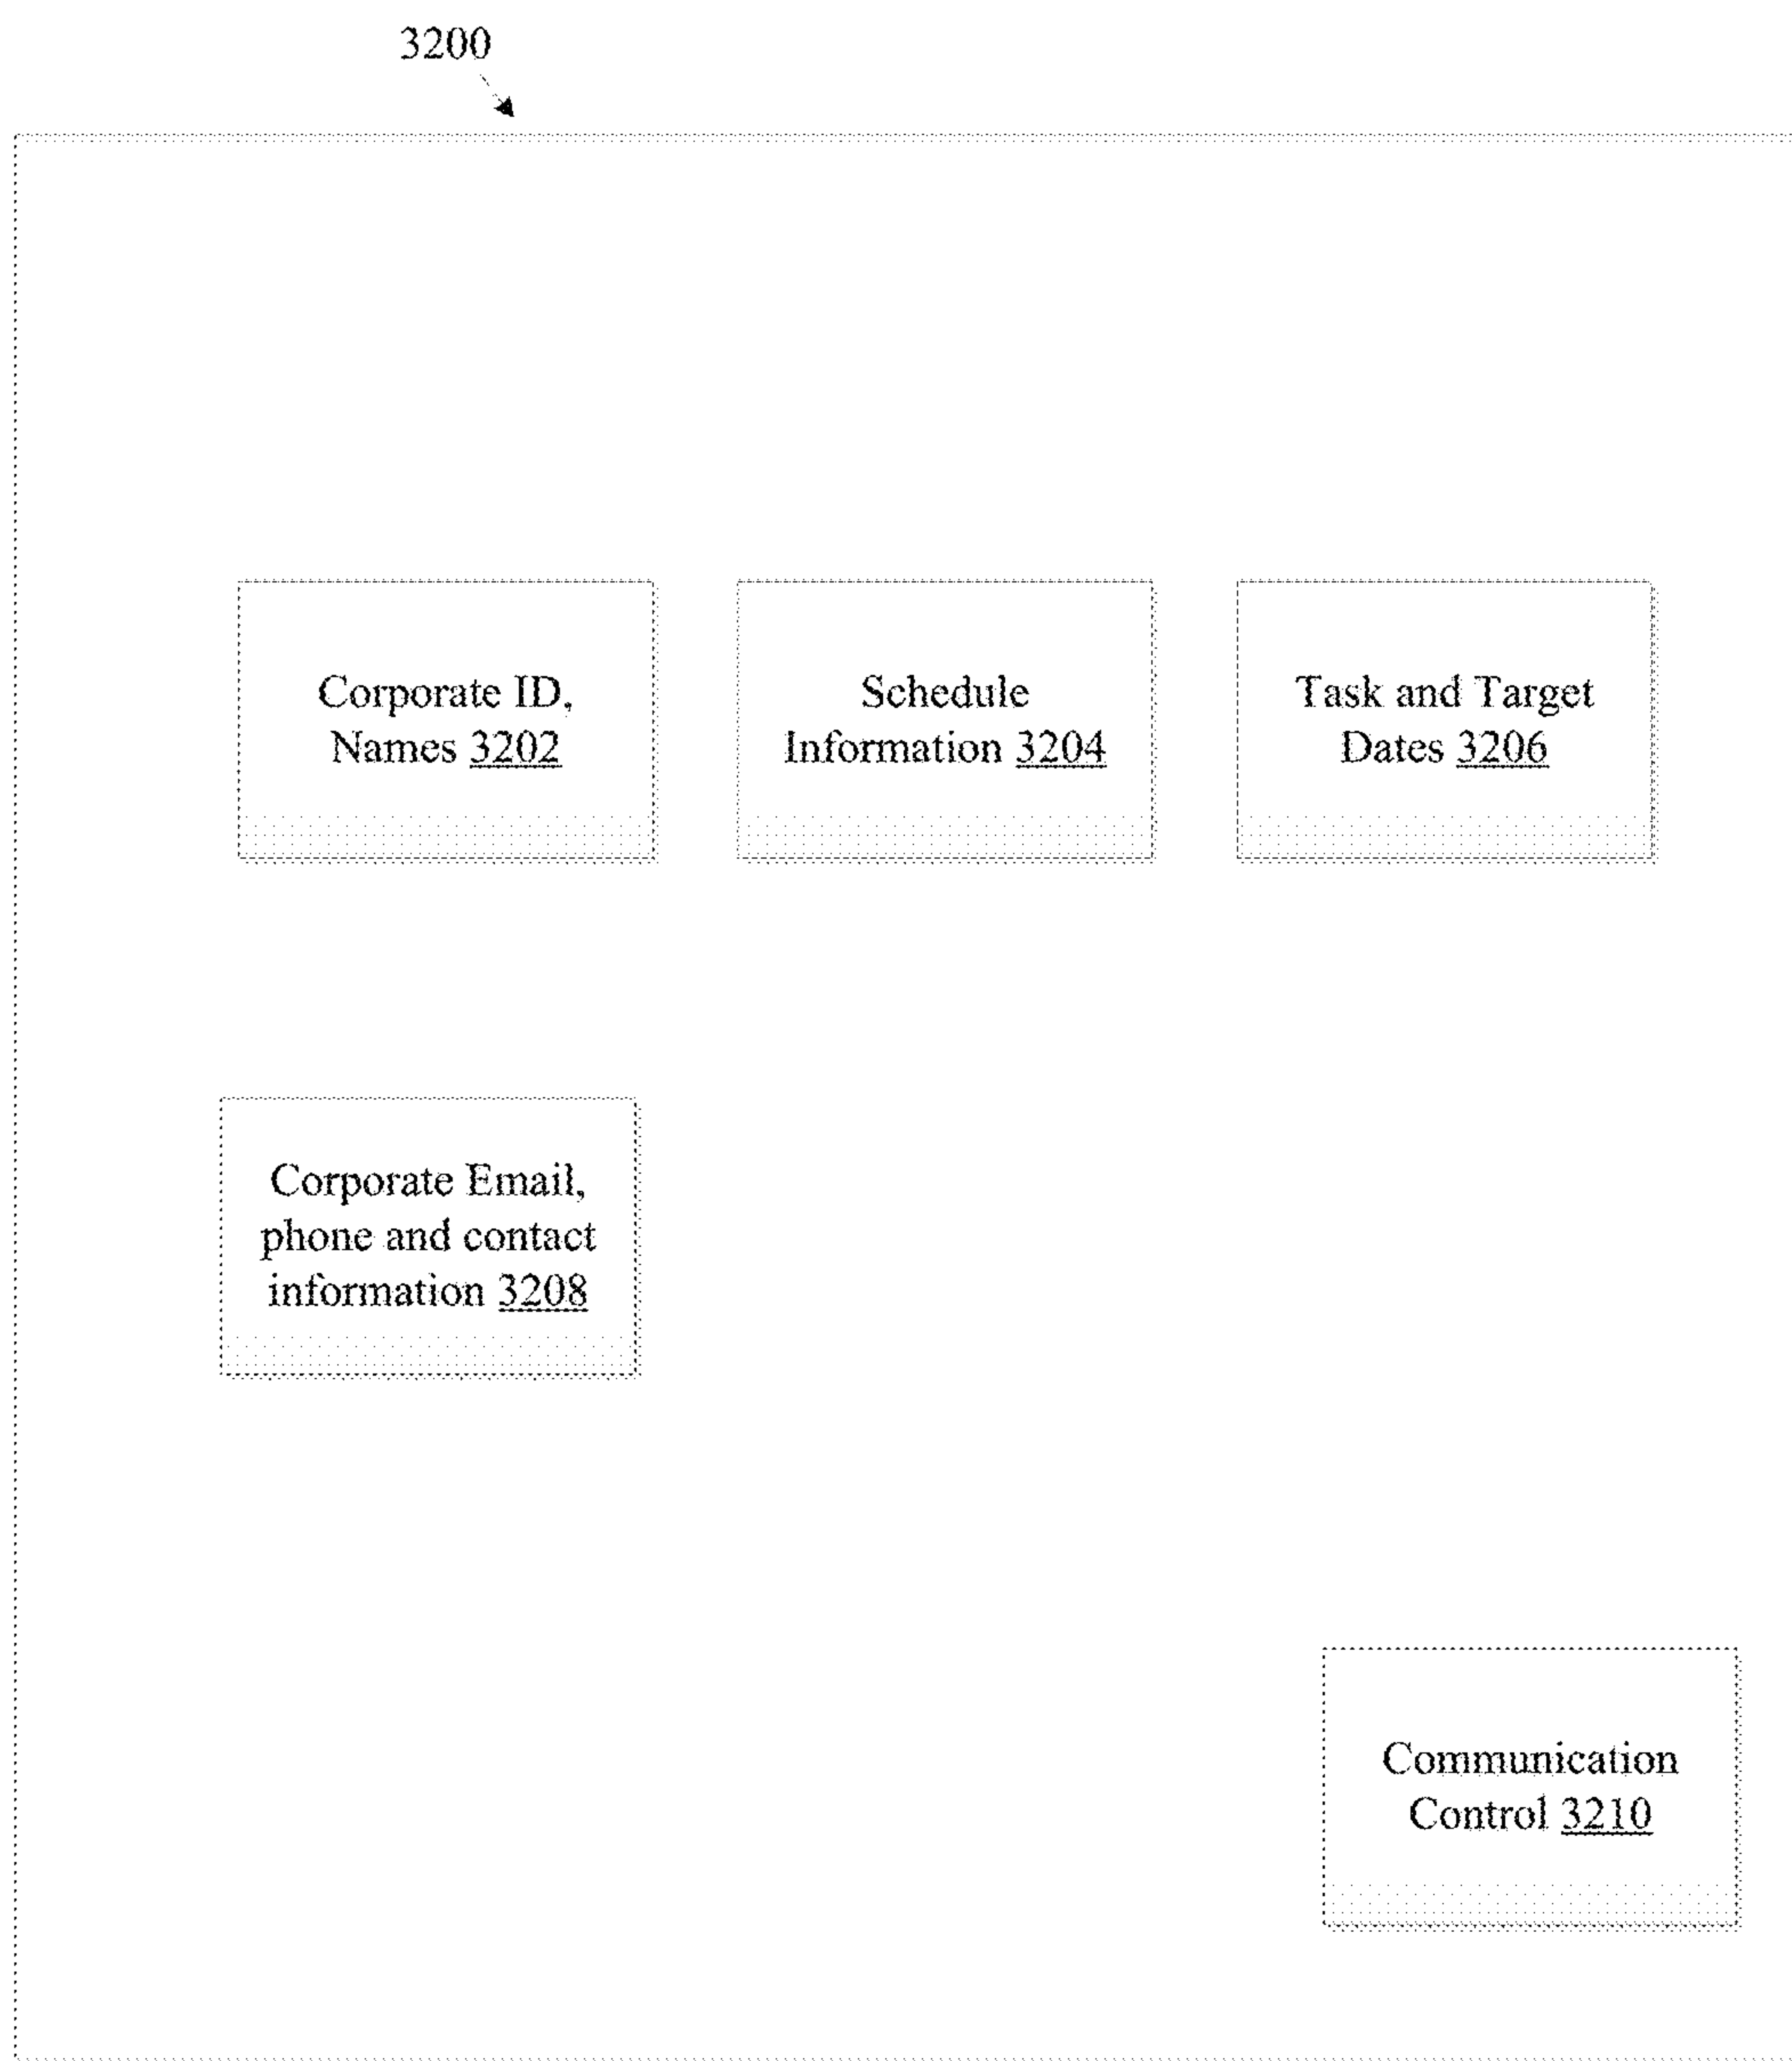 3200
Corporate ID,
Names 3202
Schedule
Information 3204
Task and Target
Dates 3206
Corporate Email,
phone and contact
information 3208
Communication
Control 3210